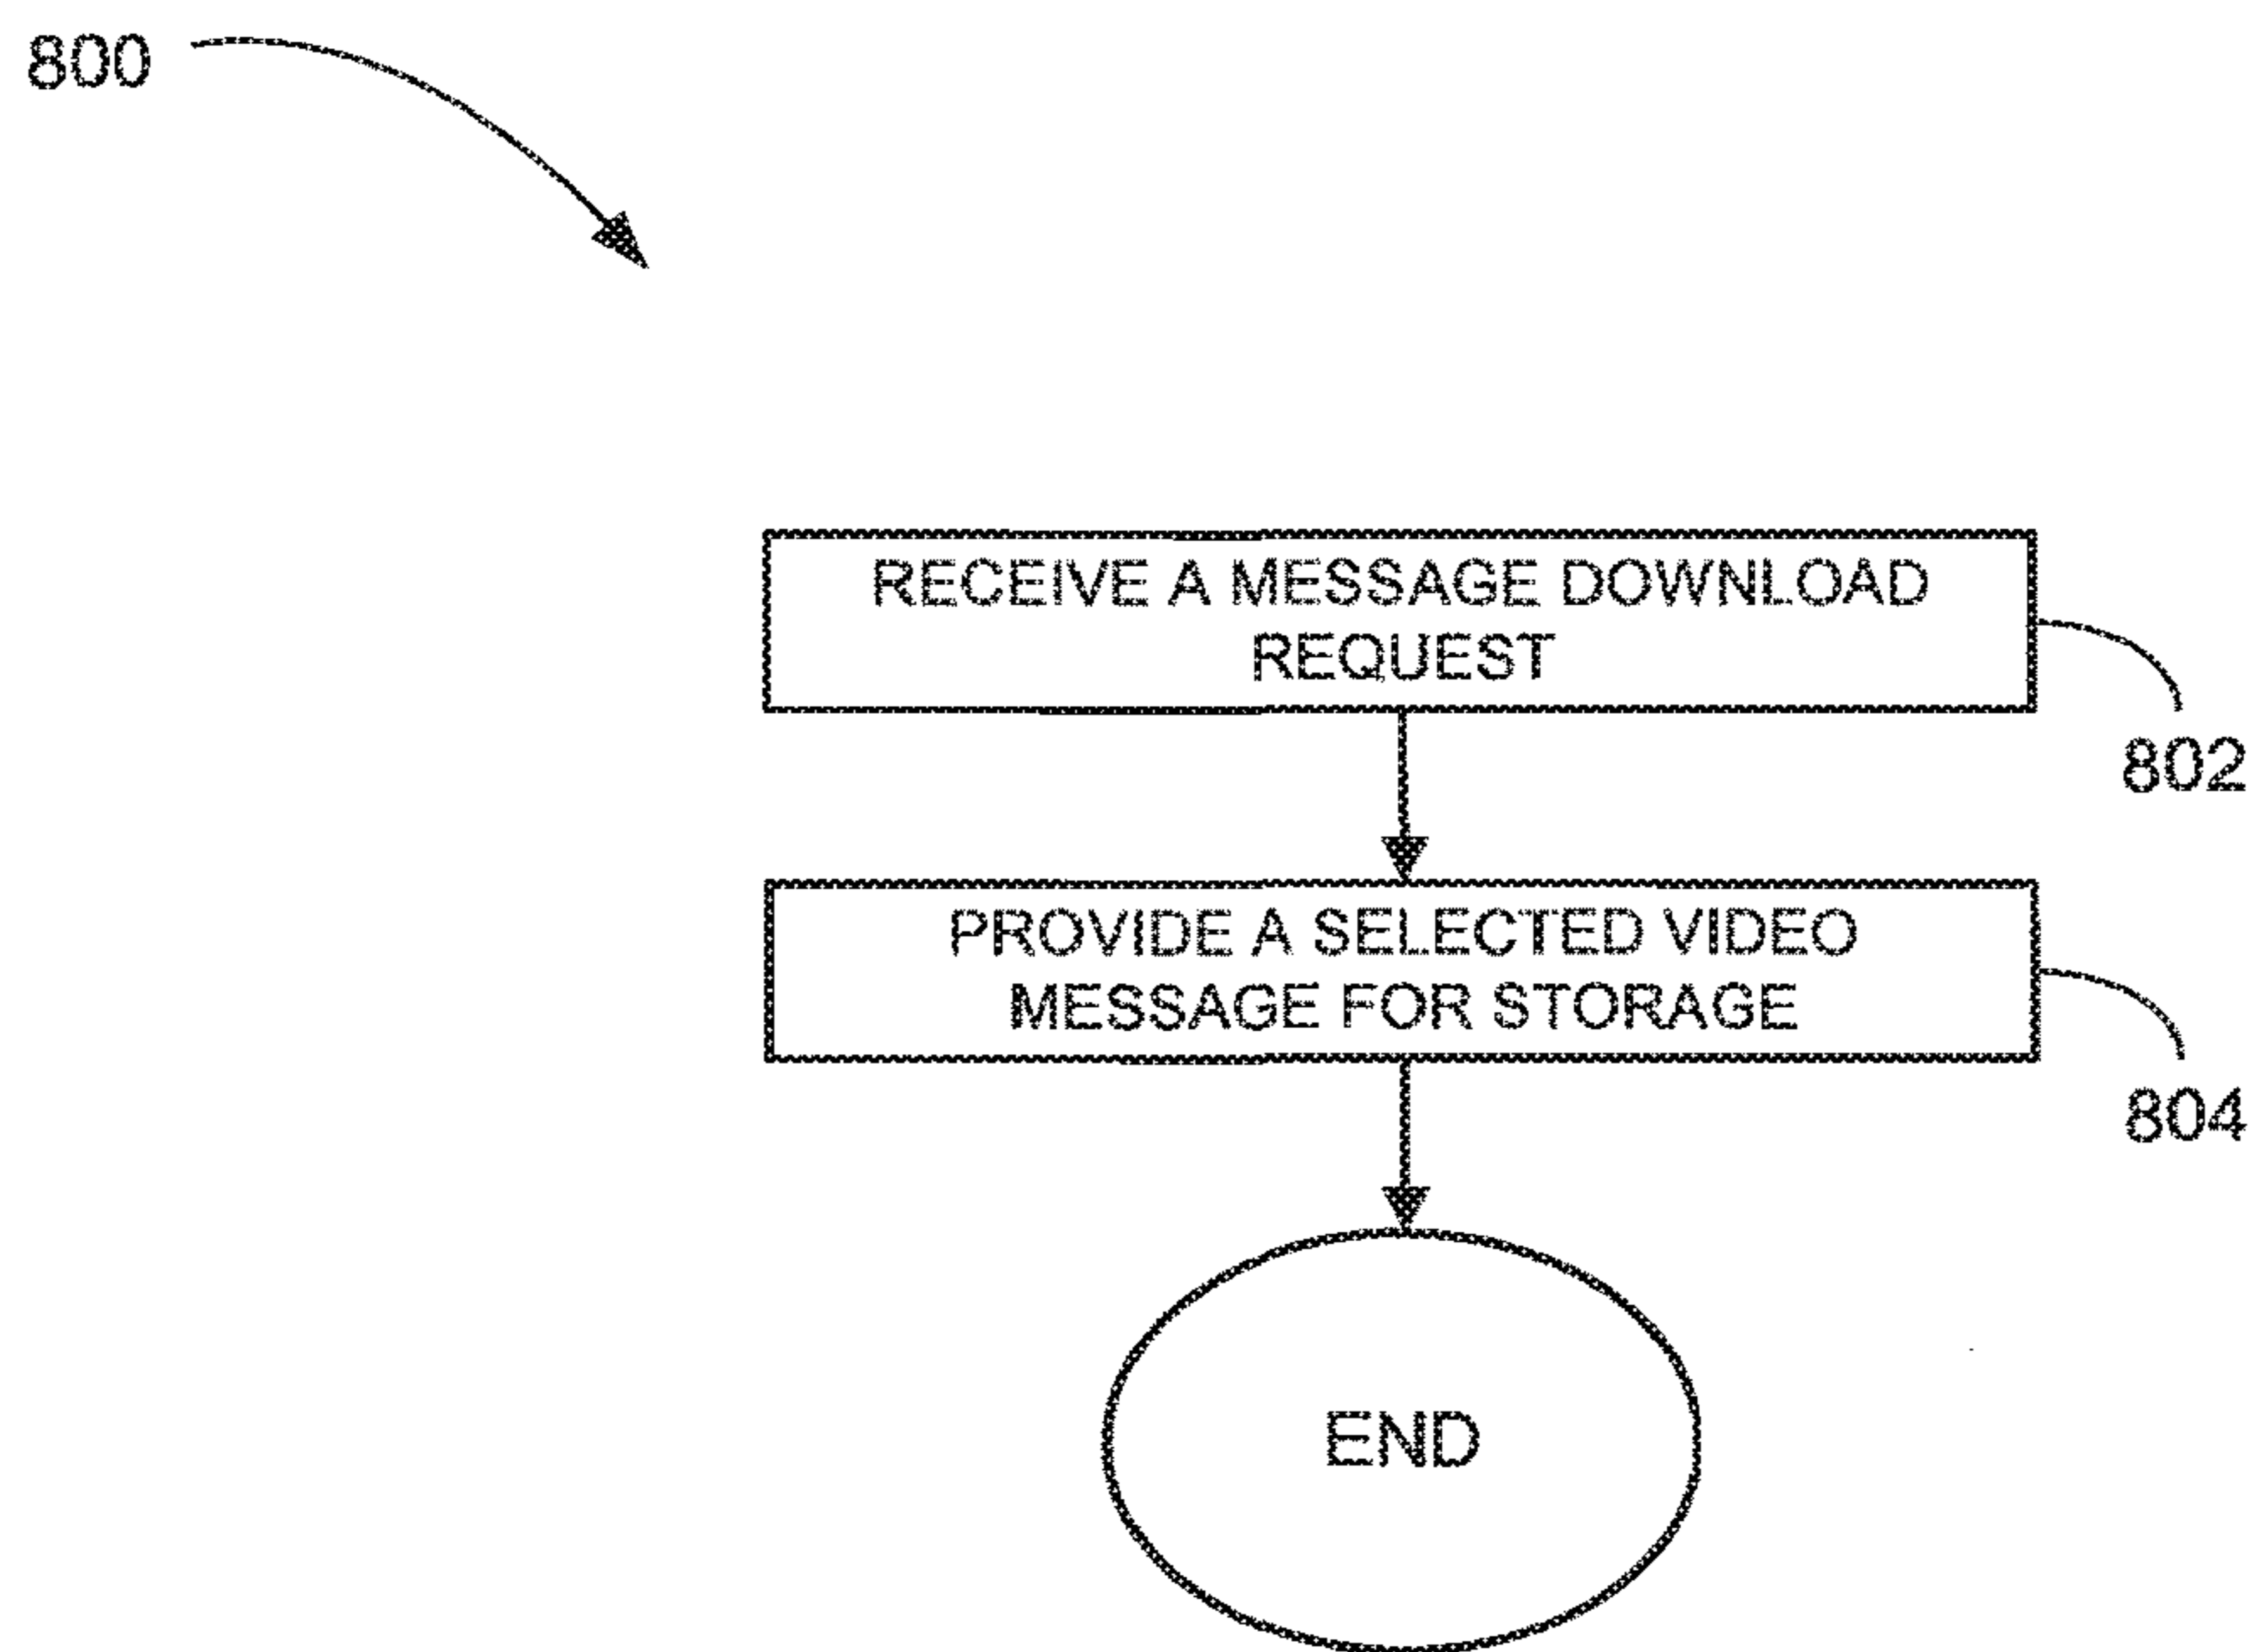 800
RECEIVE A MESSAGE DOWNLOAD
REQUEST
802
PROVIDE A SELECTED VIDEO
MESSAGE FOR STORAGE
804
END